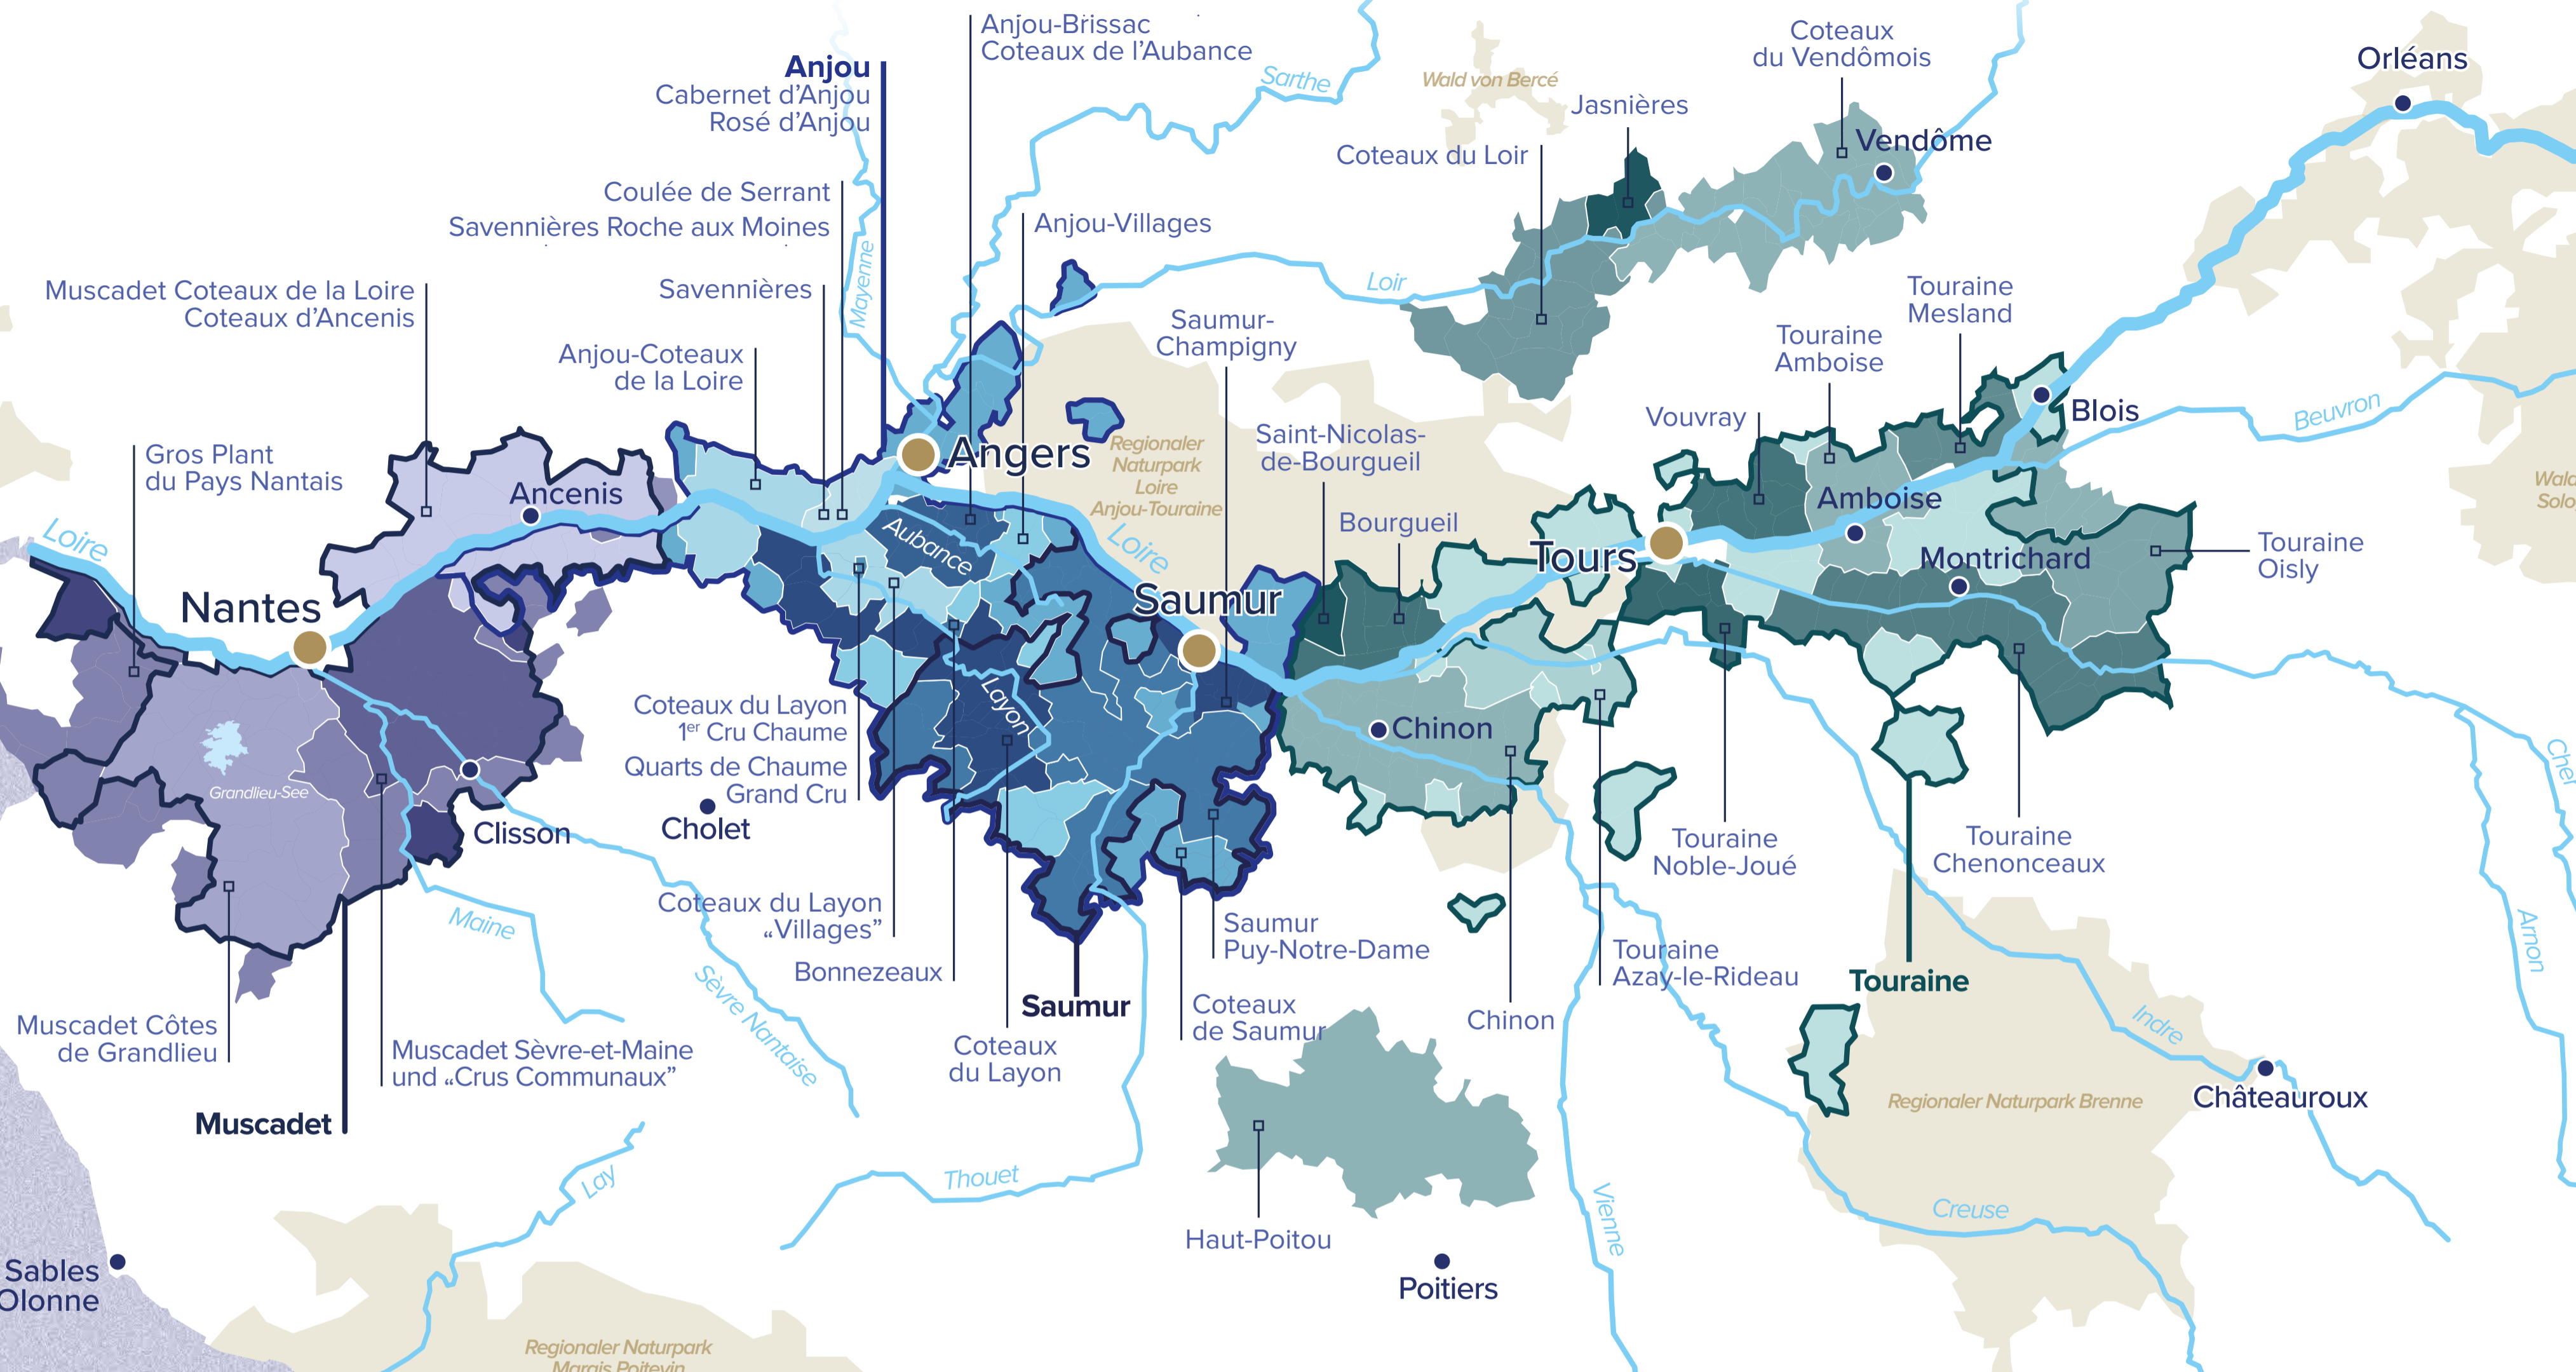 Anjou-Brissac
Coteaux de l'Aubance
Coteaux
du Vendômois
Orléans
Anjou
Cabernet d'Anjou
Rosé d'Anjou
Sarthe
Wald von Bercé
Jasnières
Vendôme
Coteaux du Loir
Coulée de Serrant
Savennières Roche aux Moines
Anjou-Villages
Mayenne
Muscadet Coteaux de la Loire
Coteaux d'Ancenis
Savennières
Loir
Touraine
Mesland
Saumur-
Champigny
Touraine
Amboise
Anjou-Coteaux
de la Loire
Vouvray
Blois
Beuvron
Gros Plant
du Pays Nantais
Angers
Regionaler
Naturpark
Loire
Anjou-Touraine
Saint-Nicolas-
de-Bourgueil
Wald
Solo
Ancenis
Amboise
Bourgueil
Loire
Aubance
Loire
Tours
Montrichard
Touraine
Oisly
Nantes
Saumur
Layon
Coteaux du Layon
1er Cru Chaume
Quarts de Chaume
Grand Cru
Chinon
Cher
Grandlieu-See
Clisson
Cholet
Touraine
Noble-Joué
Touraine
Chenonceaux
Coteaux du Layon
„Villages”
Maine
Saumur
Puy-Notre-Dame
Touraine
Azay-le-Rideau
Arnon
Bonnezeaux
Touraine
Sèvre Nantaise
Saumur
Coteaux
de Saumur
Chinon
Indre
Muscadet Côtes
de Grandlieu
Muscadet Sèvre-et-Maine
und „Crus Communaux”
Coteaux
du Layon
Regionaler Naturpark Brenne
Châteauroux
Muscadet
Lay
Thouet
Vienne
Creuse
Haut-Poitou
Sables
Olonne
Poitiers
Regionaler Naturpark
Marais Poitevin